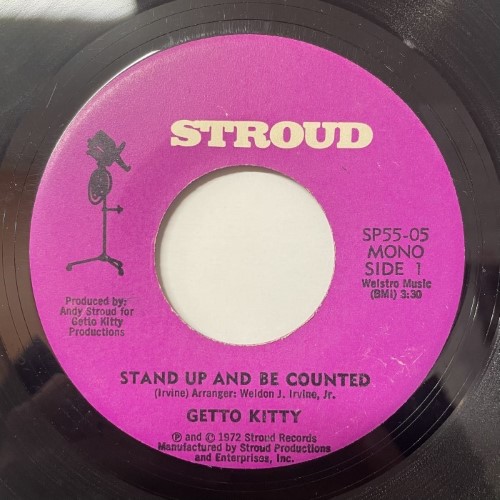 STROUD
SP55-05
MONO
SIDE 1
Welstro Music
(BMI) 3:30
Produced by:
Andy Stroud for
Getto Kitty
Productions
STAND UP AND BE COUNTED
(Irvine) Arranger: Weldon J. Irvine, Jr.
GETTO KITTY
Ⓟ and © 1972 Stroud Records
Manufactured by Stroud Productions
and Enterprises, Inc.